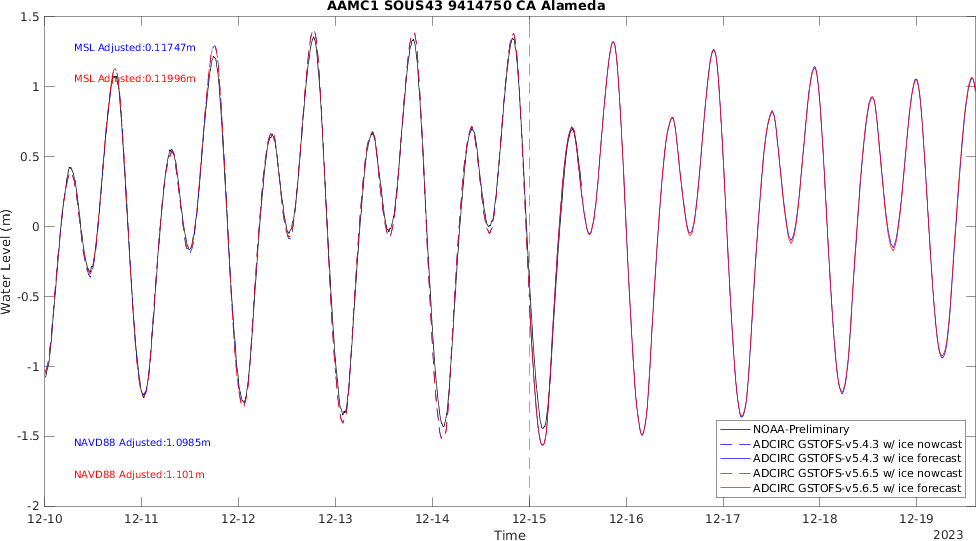 AAMC1 SOUS43 9414750 CA Alameda
1.5
MSL Adjusted:0.11747m
MSL Adjusted:0.11996m
1
0.5
0
-0.5
-1
-1.5
-2
Water Level (m)
NAVD88 Adjusted:1.0985m
NAVD88 Adjusted:1.101m
NOAA-Preliminary
ADCIRC GSTOFS-v5.4.3 w/ ice nowcast
ADCIRC GSTOFS-v5.4.3 w/ ice forecast
ADCIRC GSTOFS-v5.6.5 w/ ice nowcast
ADCIRC GSTOFS-v5.6.5 w/ ice forecast
12-10 12-11 12-12 12-13 12-14 12-15 12-16 12-17 12-18 12-19
Time
2023